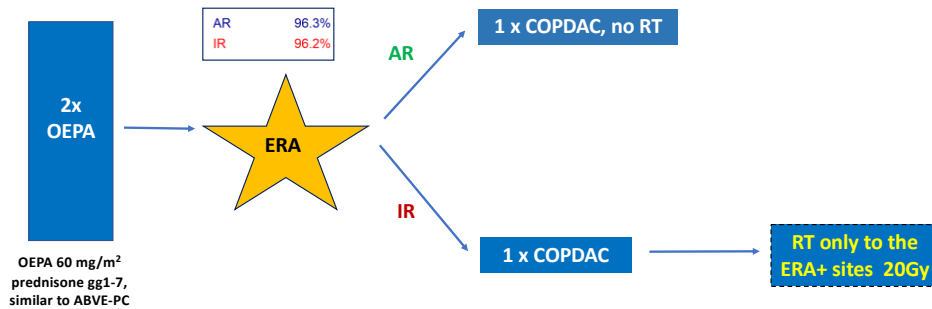 AR 96.3%
IR 96.2%
2x
OEPA
ERA
AR
1 x COPDAC, no RT
IR
1 x COPDAC
RT only to the
ERA+ sites 20Gy
OEPA 60 mg/m²
prednisone gg1-7,
similar to ABVE-PC